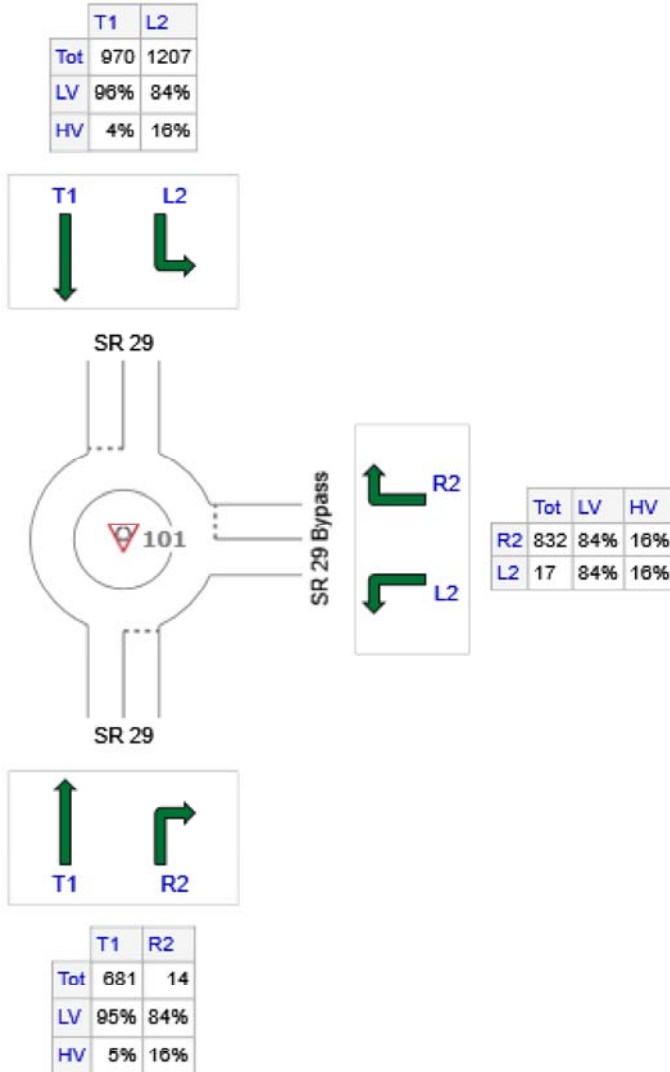 T1 L2
Tot 970 1207
LV 96% 84%
HV 4% 16%
T1 L2
SR 29
101
SR 29 Bypass
R2
L2
Tot LV HV
R2 832 84% 16%
L2 17 84% 16%
SR 29
T1 R2
T1 R2
Tot 681 14
LV 95% 84%
HV 5% 16%